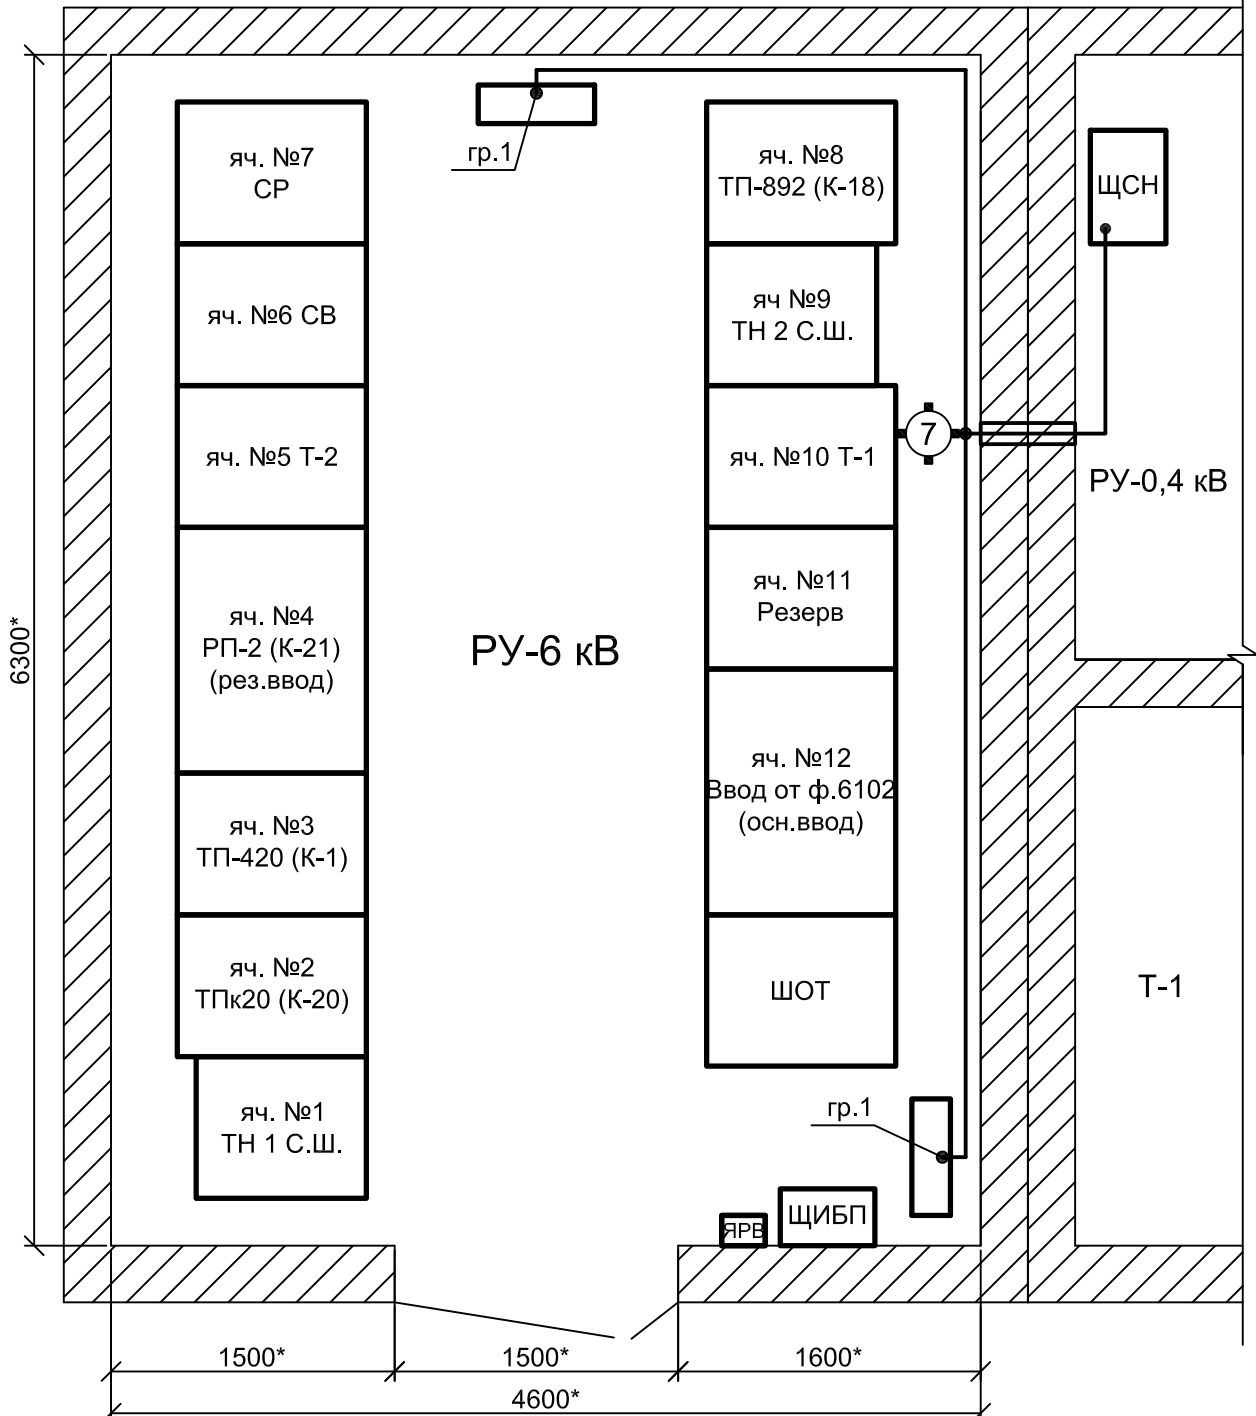 гр.1
яч. №7
СР
яч. №8
ТП-892 (К-18)
ЩСН
яч. №6 СВ
яч №9
ТН 2 С.Ш.
яч. №5 Т-2
яч. №10 Т-1
7
РУ-0,4 кВ
яч. №4
РП-2 (К-21)
(рез.ввод)
яч. №11
Резерв
РУ-6 кВ
6300*
яч. №12
Ввод от ф.6102
(осн.ввод)
яч. №3
ТП-420 (К-1)
яч. №2
ТПк20 (К-20)
ШОТ
Т-1
яч. №1
ТН 1 С.Ш.
гр.1
ЯРВ
ЩИБП
1500*
1500*
1600*
4600*